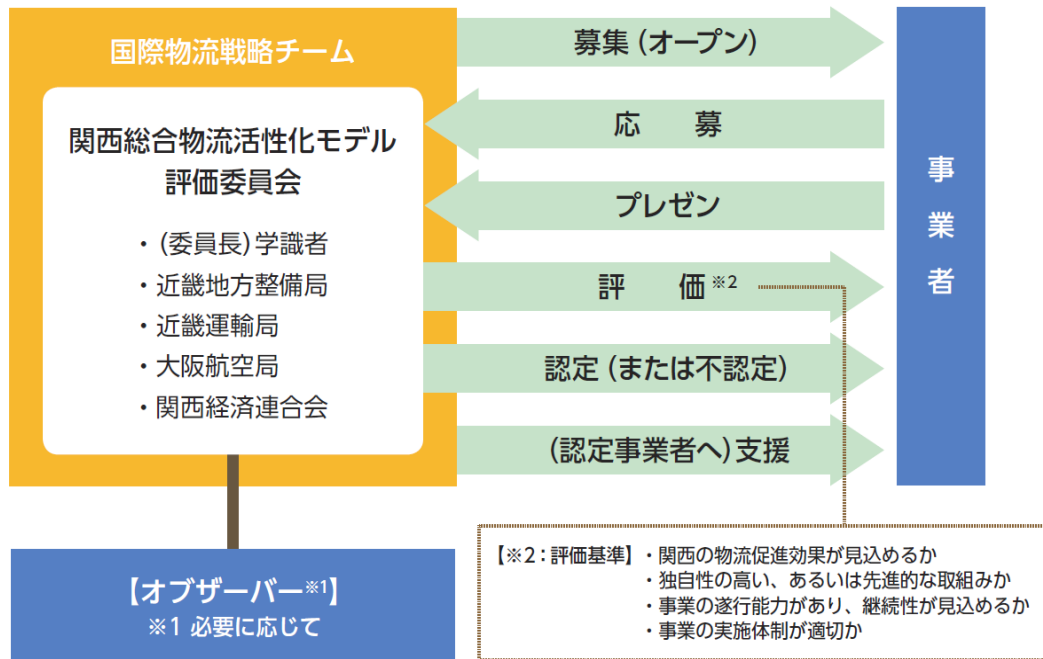 国際物流戦略チーム
関西総合物流活性化モデル
評価委員会
・(委員長)学識者
・近畿地方整備局
・近畿運輸局
・大阪航空局
・関西経済連合会
募集(オープン)
応　募
プレゼン
評　価※2
認定(または不認定)
(認定事業者へ)支援
事業者
【オブザーバー※1】
※1 必要に応じて
【※2:評価基準】・関西の物流促進効果が見込めるか
・独自性の高い、あるいは先進的な取組みか
・事業の遂行能力があり、継続性が見込めるか
・事業の実施体制が適切か